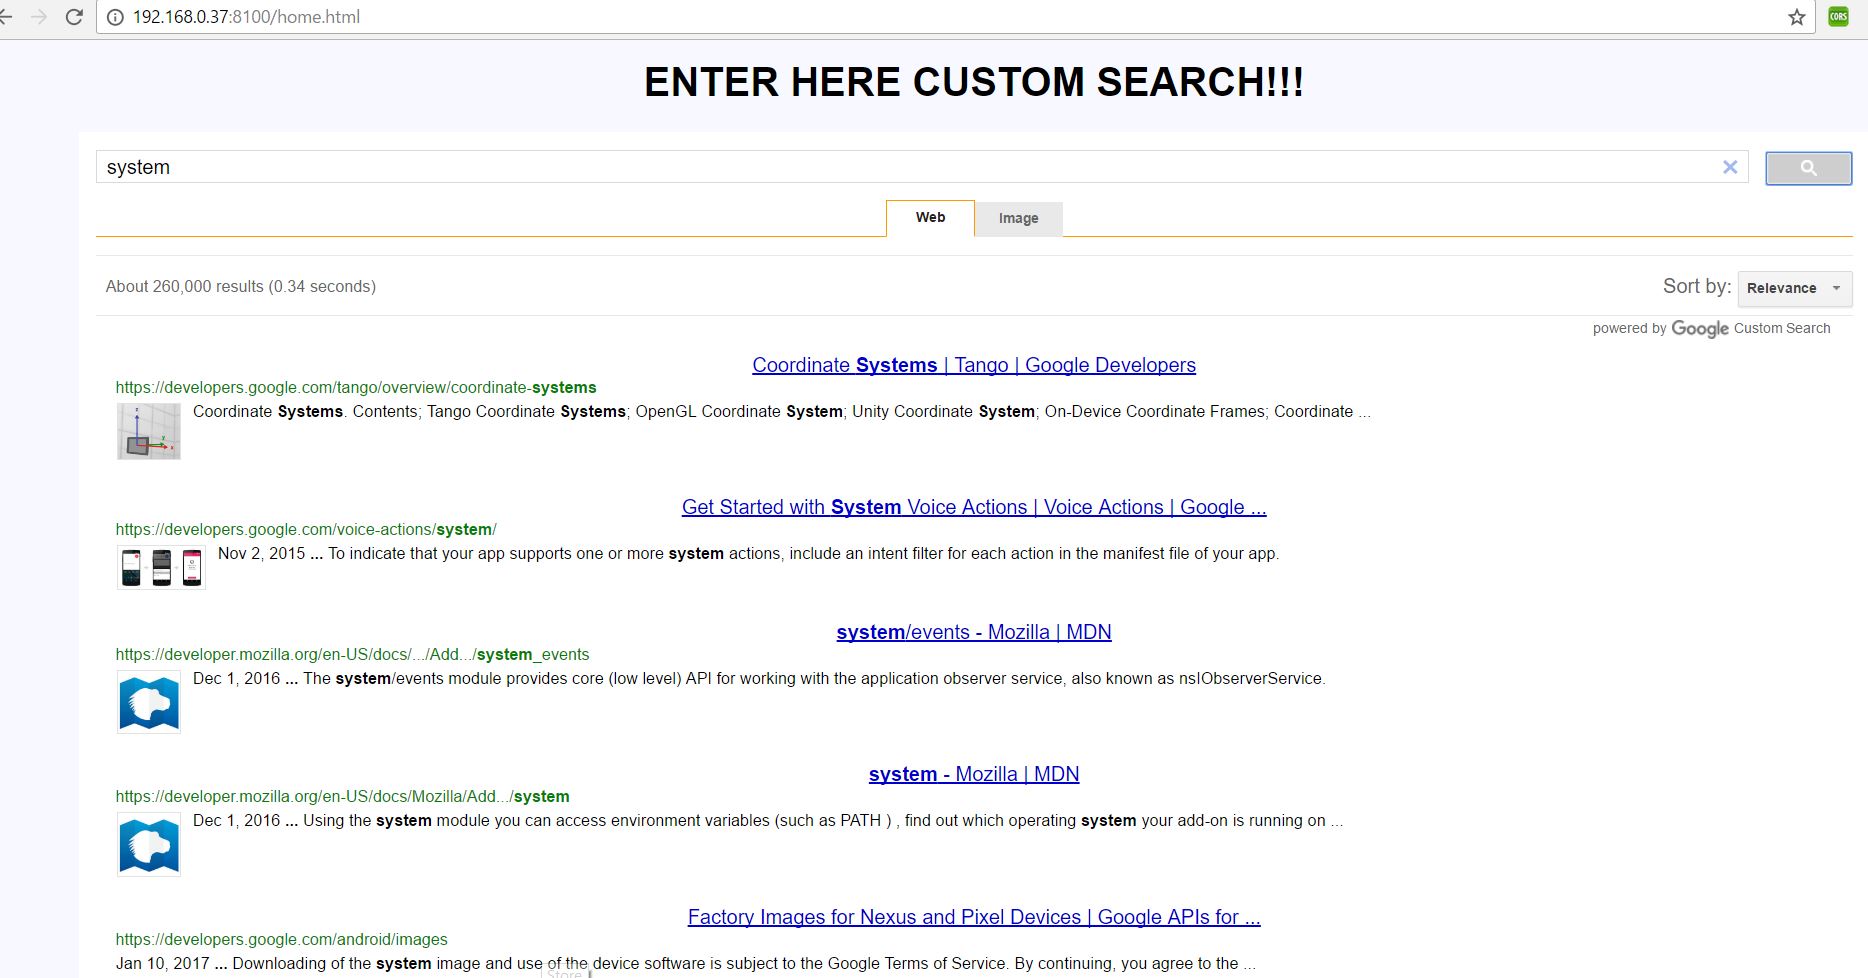 192.168.0.37:8100/home.html
CORS
ENTER HERE CUSTOM SEARCH!!!
system
Web Image
About 260,000 results (0.34 seconds)
Sort by: Relevance
powered by Google Custom Search
Coordinate Systems | Tango | Google Developers
https://developers.google.com/tango/overview/coordinate-systems
Coordinate Systems. Contents; Tango Coordinate Systems; OpenGL Coordinate System; Unity Coordinate System; On-Device Coordinate Frames; Coordinate ...
Get Started with System Voice Actions | Voice Actions | Google ...
https://developers.google.com/voice-actions/system/
Nov 2, 2015 ... To indicate that your app supports one or more system actions, include an intent filter for each action in the manifest file of your app.
system/events - Mozilla | MDN
https://developer.mozilla.org/en-US/docs/.../Add.../system_events
Dec 1, 2016 ... The system/events module provides core (low level) API for working with the application observer service, also known as nsIObserverService.
system - Mozilla | MDN
https://developer.mozilla.org/en-US/docs/Mozilla/Add.../system
Dec 1, 2016 ... Using the system module you can access environment variables (such as PATH ) , find out which operating system your add-on is running on ...
Factory Images for Nexus and Pixel Devices | Google APIs for ...
https://developers.google.com/android/images
Jan 10, 2017 ... Downloading of the system image and use of the device software is subject to the Google Terms of Service. By continuing, you agree to the ...
Store